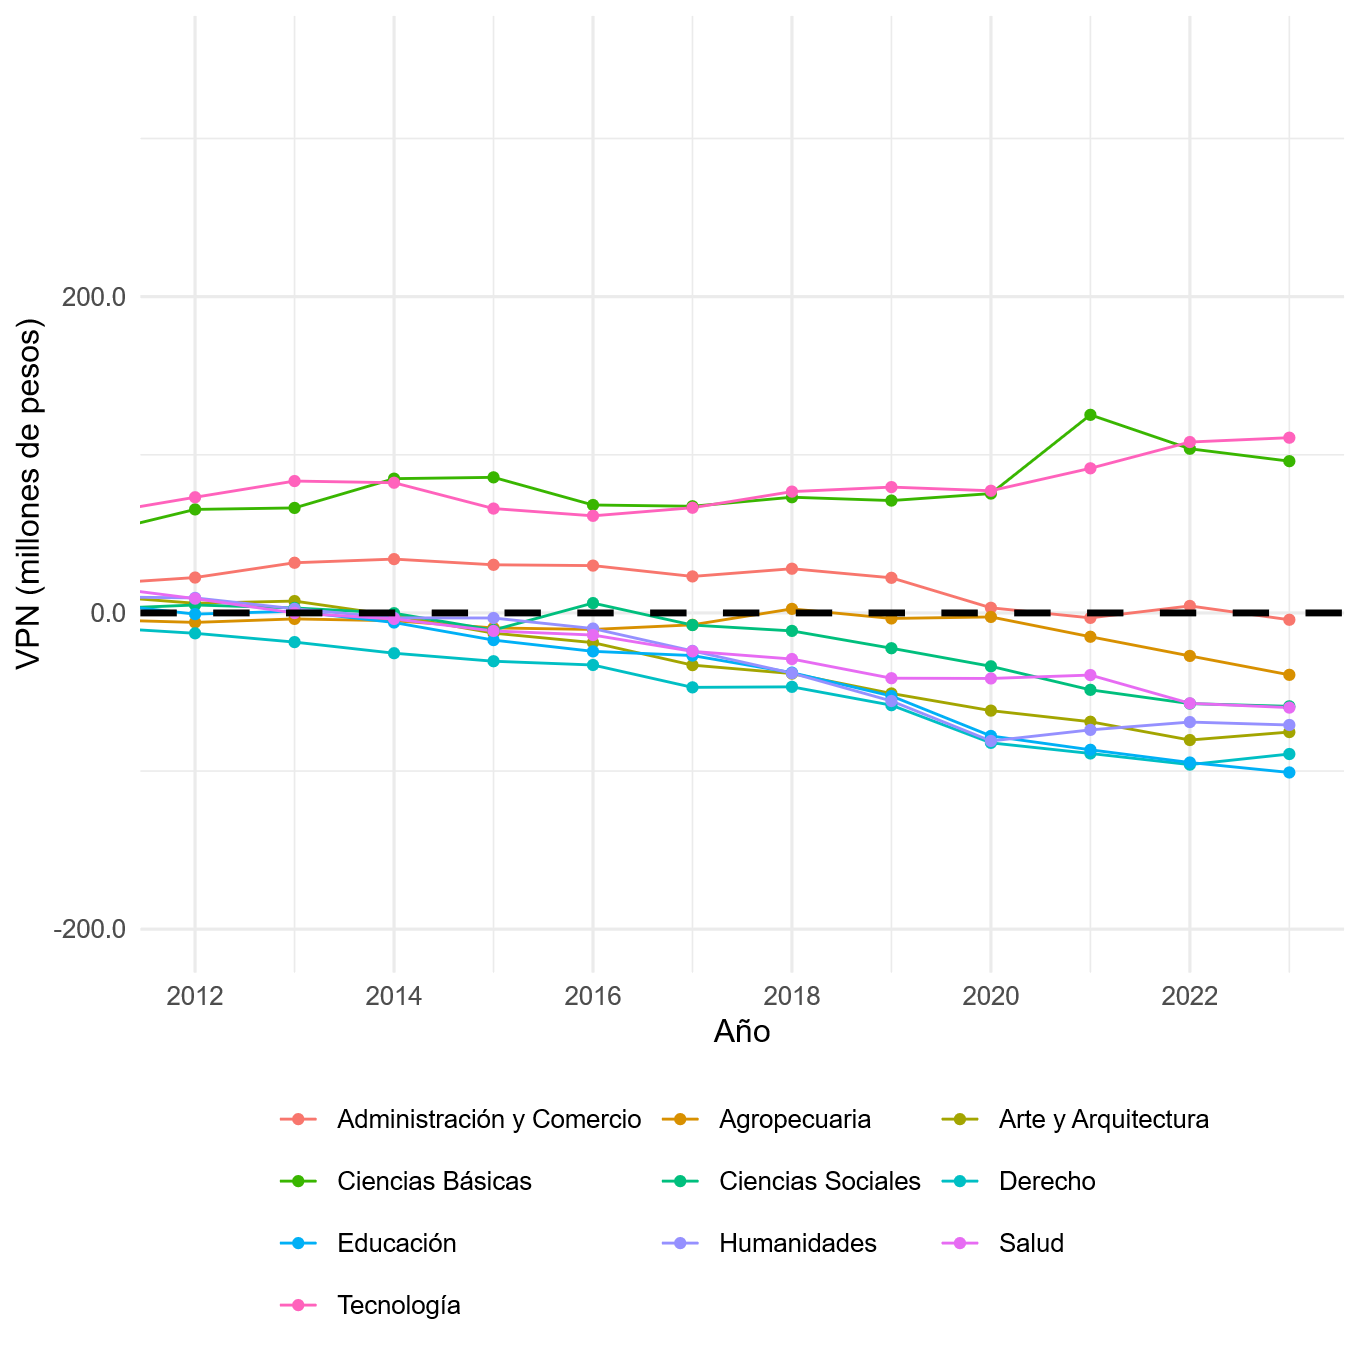 VPN (millones de pesos)
200.0
0.0
-200.0
2012 2014 2016 2018 2020 2022
Año
Administración y Comercio Agropecuaria Arte y Arquitectura
Ciencias Básicas Ciencias Sociales Derecho
Educación Humanidades Salud
Tecnología